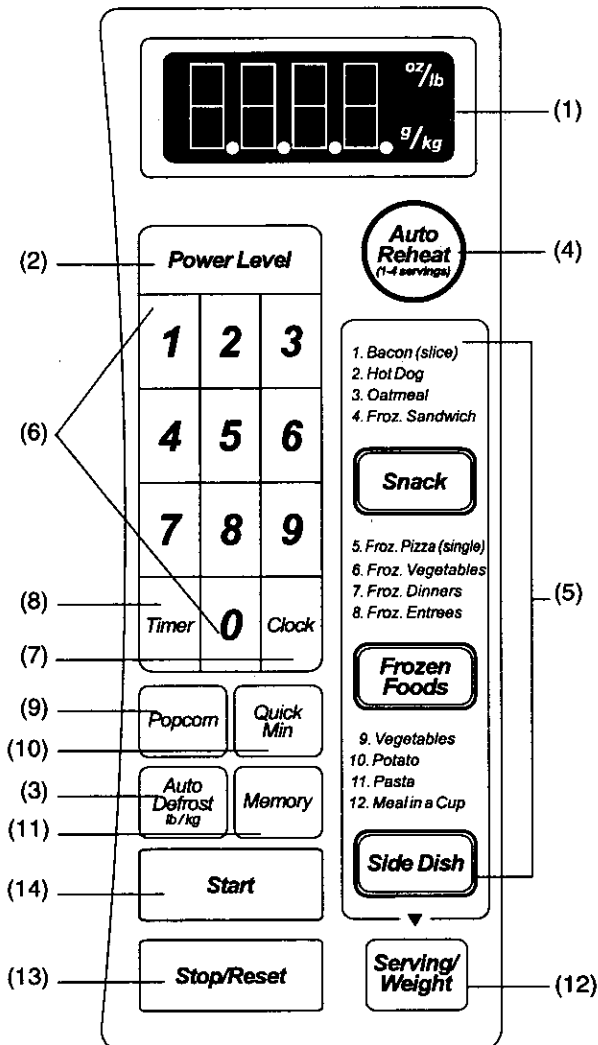 oz/lb
g/kg
(1)
(2)
Power Level
Auto
Reheat
(1-4 servings)
(4)
1 2 3
4 5 6
7 8 9
(6)
(8)
Timer 0 Clock
(7)
1. Bacon (slice)
2. Hot Dog
3. Oatmeal
4. Froz. Sandwich
Snack
5. Froz. Pizza (single)
6. Froz. Vegetables
7. Froz. Dinners
8. Froz. Entrees
(5)
Frozen
Foods
9. Vegetables
10. Potato
11. Pasta
12. Meal in a Cup
Side Dish
(9)
Popcorn
Quick
Min
(10)
(3)
Auto
Defrost
lb/kg
Memory
(11)
(14)
Start
(13)
Stop/Reset
Serving/
Weight
(12)